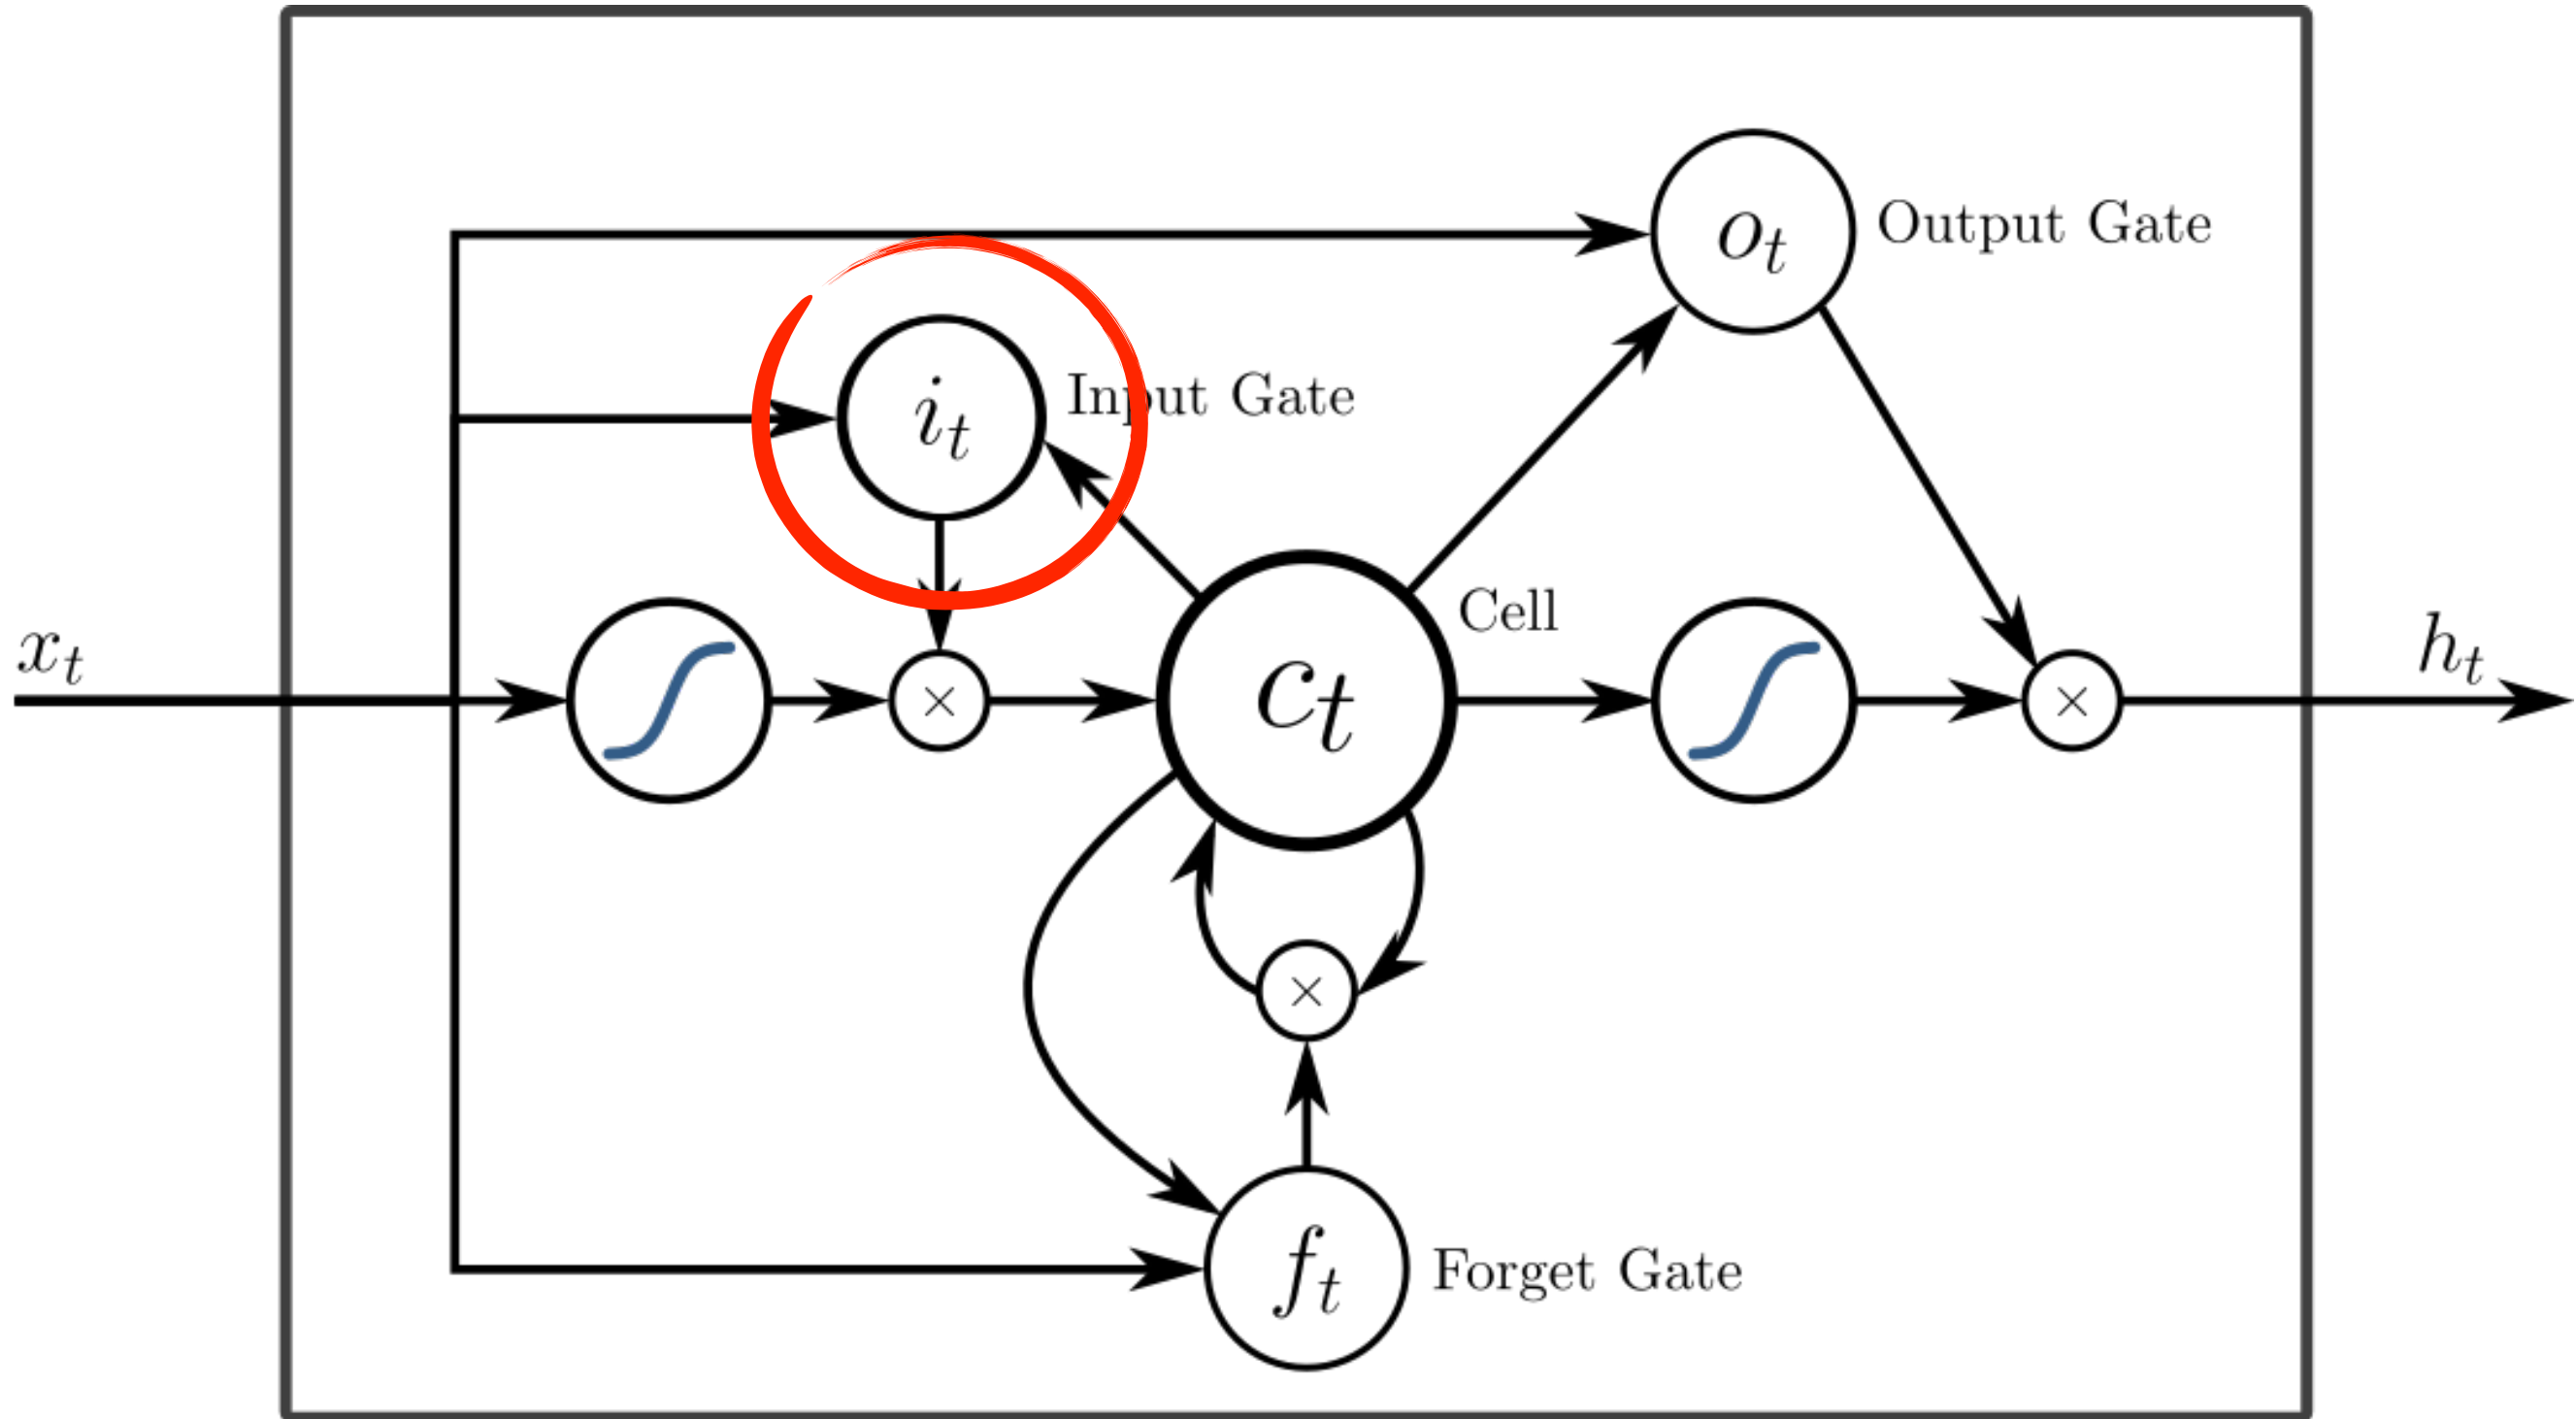 o_t Output Gate
i_t Input Gate
x_t
×
c_t
Cell
×
h_t
×
f_t Forget Gate